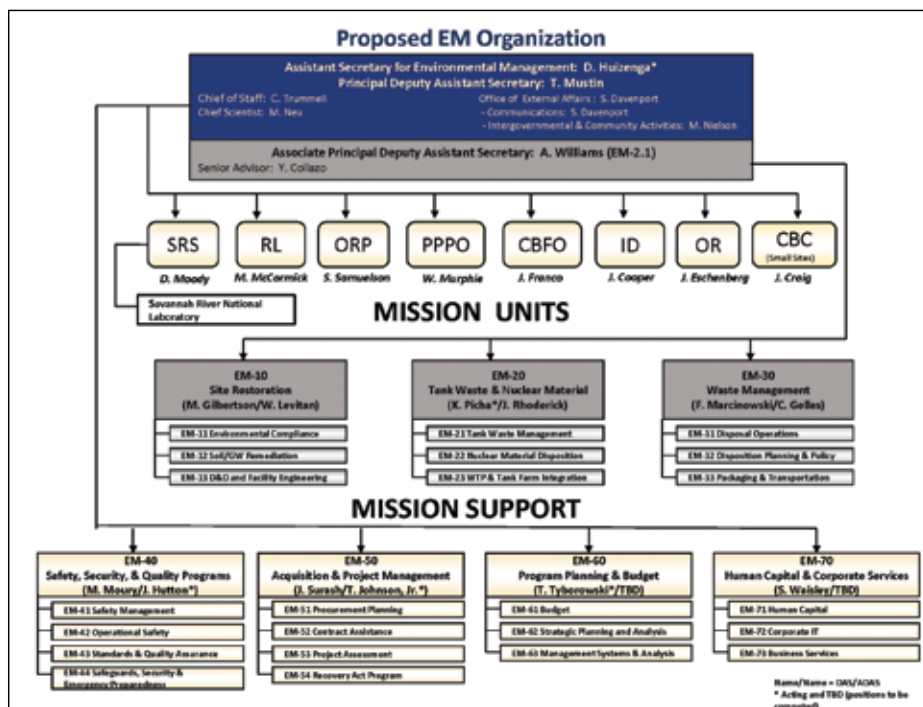 Proposed EM Organization
Assistant Secretary for Environmental Management: D. Huizenga*
Principal Deputy Assistant Secretary: T. Mustin
Chief of Staff: C. Trummell
Chief Scientist: M. Neu
Office of External Affairs : S. Davenport
- Communications: S. Davenport
- Intergovernmental & Community Activities: M. Nielson
Associate Principal Deputy Assistant Secretary: A. Williams (EM-2.1)
Senior Advisor: Y. Collazo
SRS
RL
ORP
PPPO
CBFO
ID
OR
CBC
(Small Sites)
D. Moody
M. McCormick
S. Samuelson
W. Murphie
J. Franco
J. Cooper
J. Eschenberg
J. Craig
Savannah River National
Laboratory
MISSION UNITS
EM-10
Site Restoration
(M. Gilbertson/W. Levitan)
EM-11 Environmental Compliance
EM-12 Soil/GW Remediation
EM-13 D&D and Facility Engineering
EM-20
Tank Waste & Nuclear Material
(K. Picha*/J. Rhoderick)
EM-21 Tank Waste Management
EM-22 Nuclear Material Disposition
EM-23 WTP & Tank Farm Integration
EM-30
Waste Management
(F. Marcinowski/C. Gelles)
EM-31 Disposal Operations
EM-32 Disposition Planning & Policy
EM-33 Packaging & Transportation
MISSION SUPPORT
EM-40
Safety, Security, & Quality Programs
(M. Moury/J. Hutton*)
EM-41 Safety Management
EM-42 Operational Safety
EM-43 Standards & Quality Assurance
EM-44 Safeguards, Security &
Emergency Preparedness
EM-50
Acquisition & Project Management
(J. Surash/T. Johnson, Jr.*)
EM-51 Procurement Planning
EM-52 Contract Assistance
EM-53 Project Assessment
EM-54 Recovery Act Program
EM-60
Program Planning & Budget
(T. Tyborowski*/TBD)
EM-61 Budget
EM-62 Strategic Planning and Analysis
EM-63 Management Systems & Analysis
EM-70
Human Capital & Corporate Services
(S. Waisley/TBD)
EM-71 Human Capital
EM-72 Corporate IT
EM-73 Business Services
Name/Name = DAS/ADAS
* Acting and TBD (positions to be
competed)